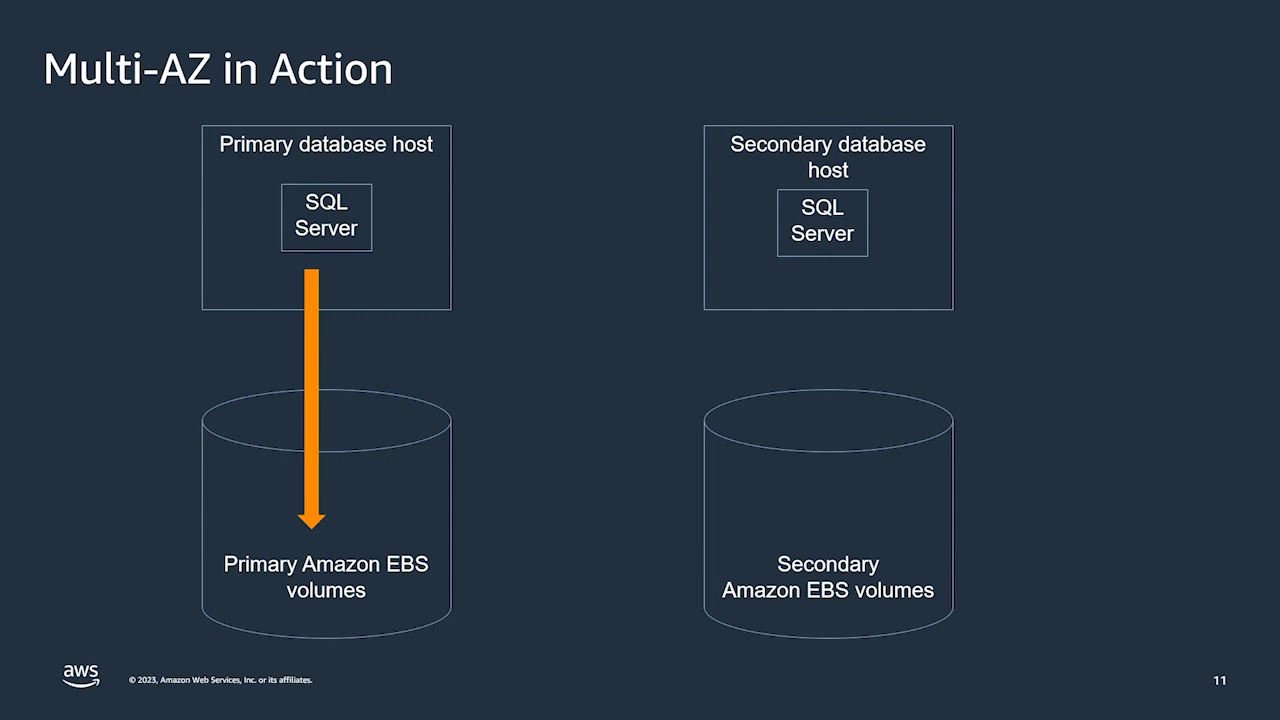 Multi-AZ in Action
Primary database host
SQL
Server
Secondary database
host
SQL
Server
Primary Amazon EBS
volumes
Secondary
Amazon EBS volumes
aws
© 2023, Amazon Web Services, Inc. or its affiliates.
11